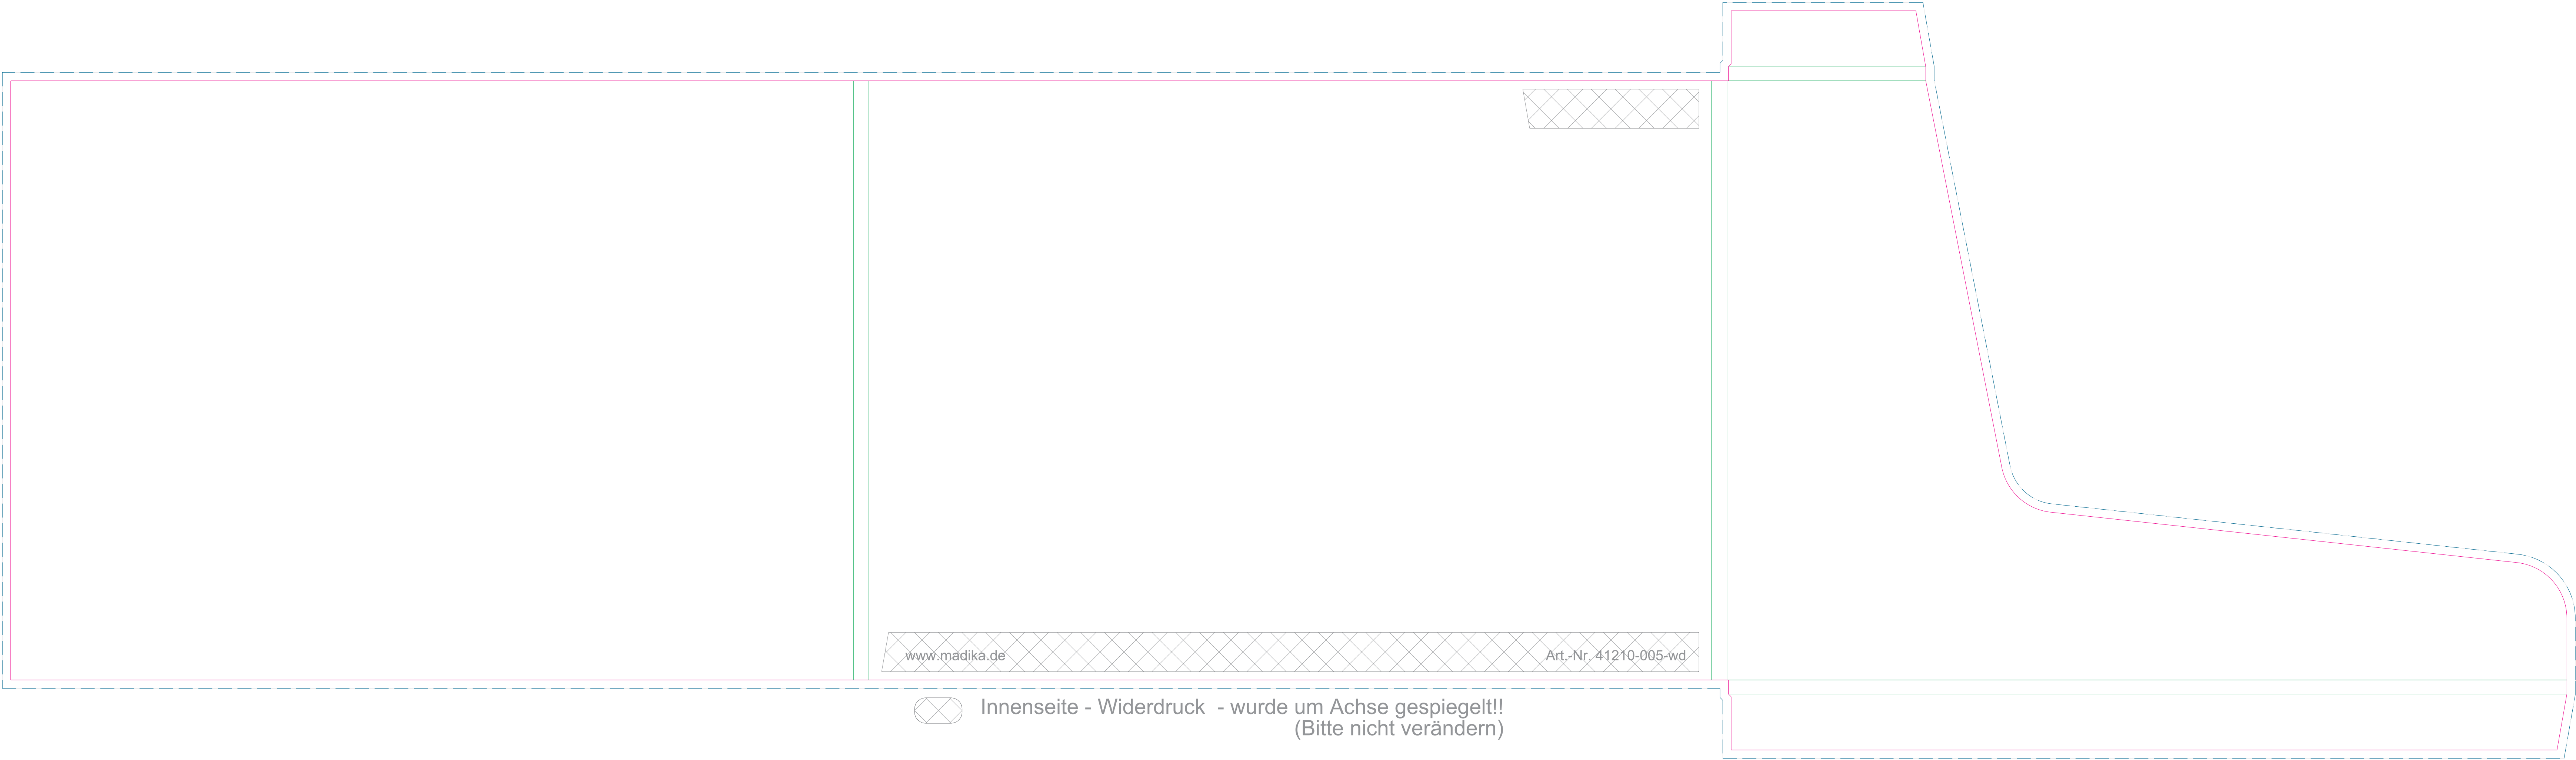 www.madika.de
Art.-Nr. 41210-005-wd
Innenseite - Widerdruck - wurde um Achse gespiegelt!!
(Bitte nicht verändern)